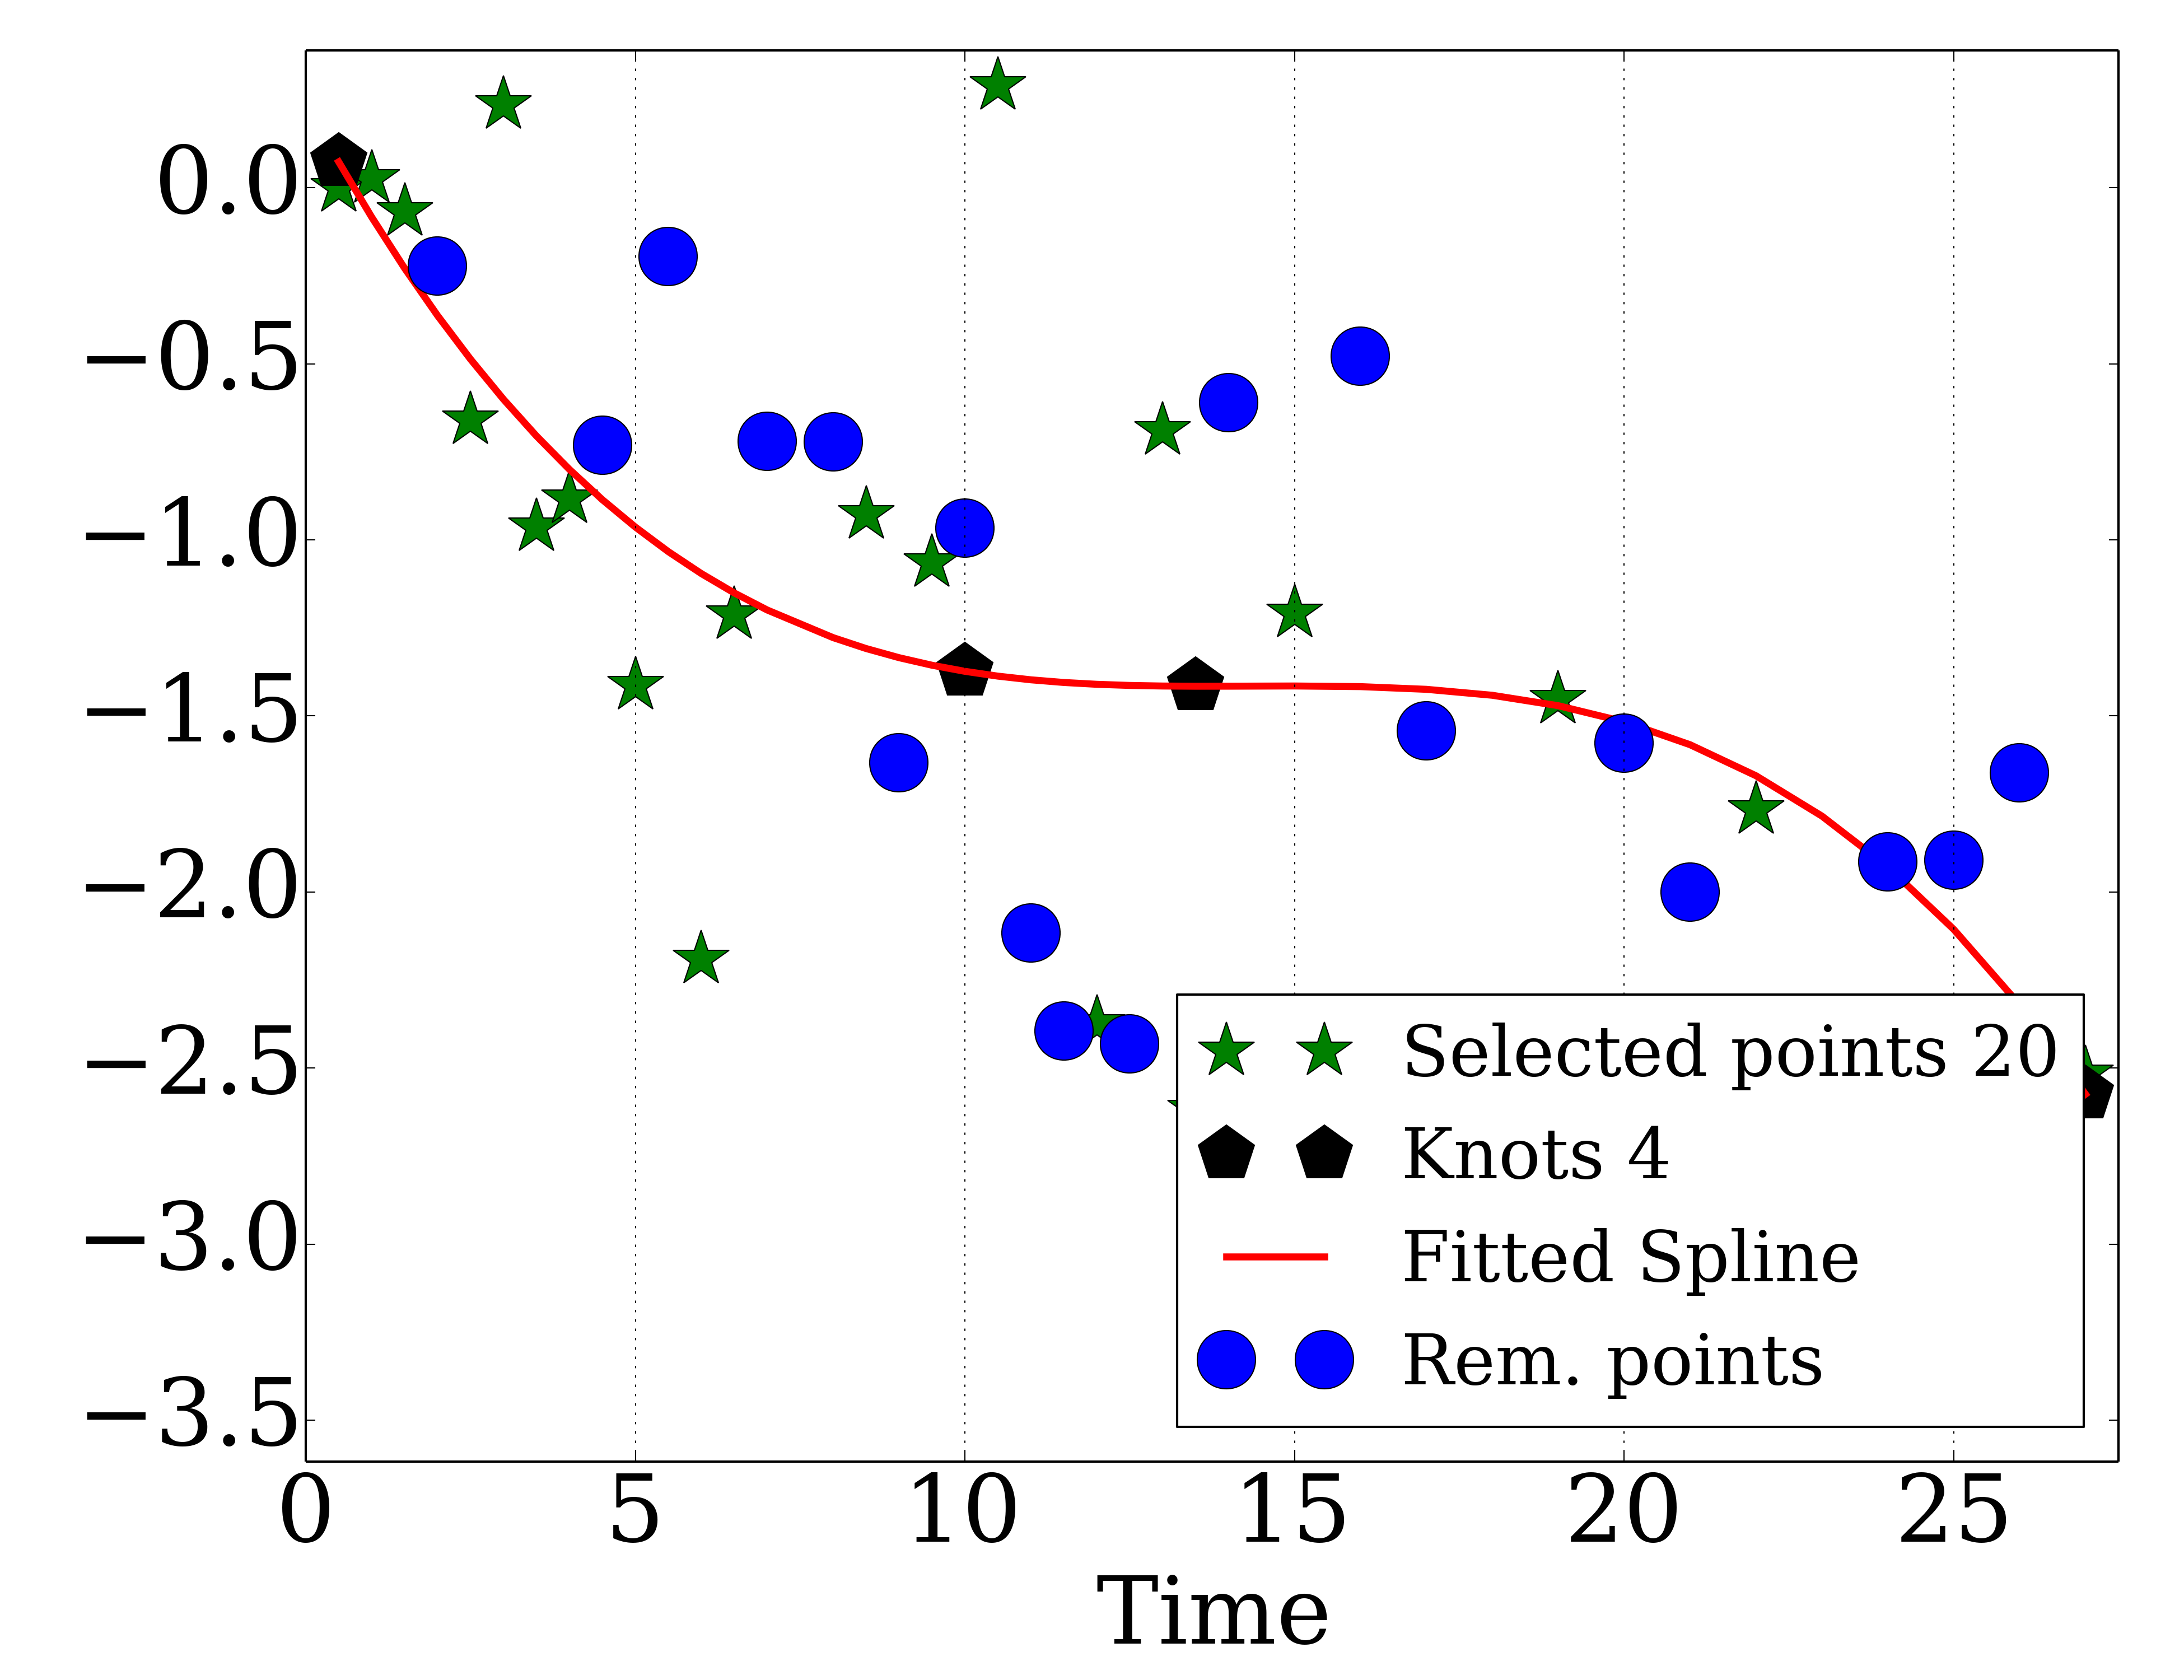 0.0
−0.5
−1.0
−1.5
−2.0
−2.5
−3.0
−3.5
Selected points 20
Knots 4
Fitted Spline
Rem. points
0 5 10 15 20 25
Time